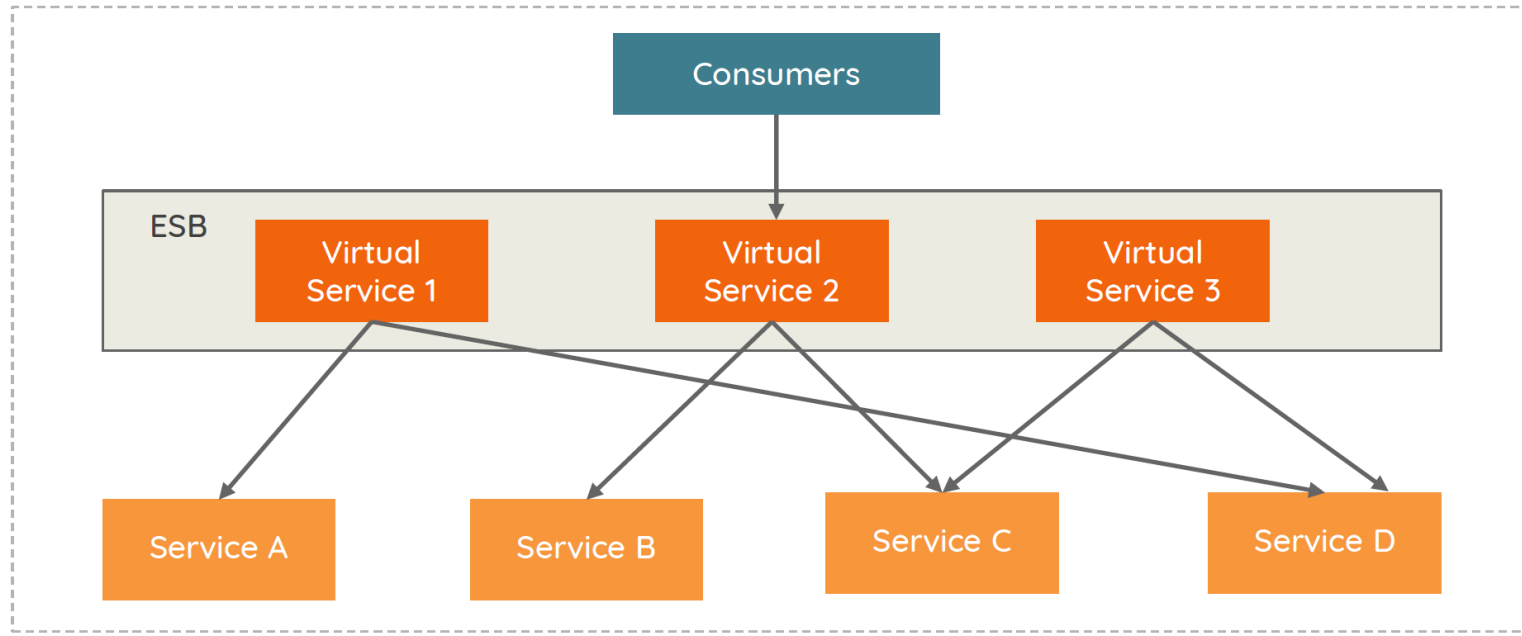 Consumers
ESB
Virtual
Service 1
Virtual
Service 2
Virtual
Service 3
Service A
Service B
Service C
Service D